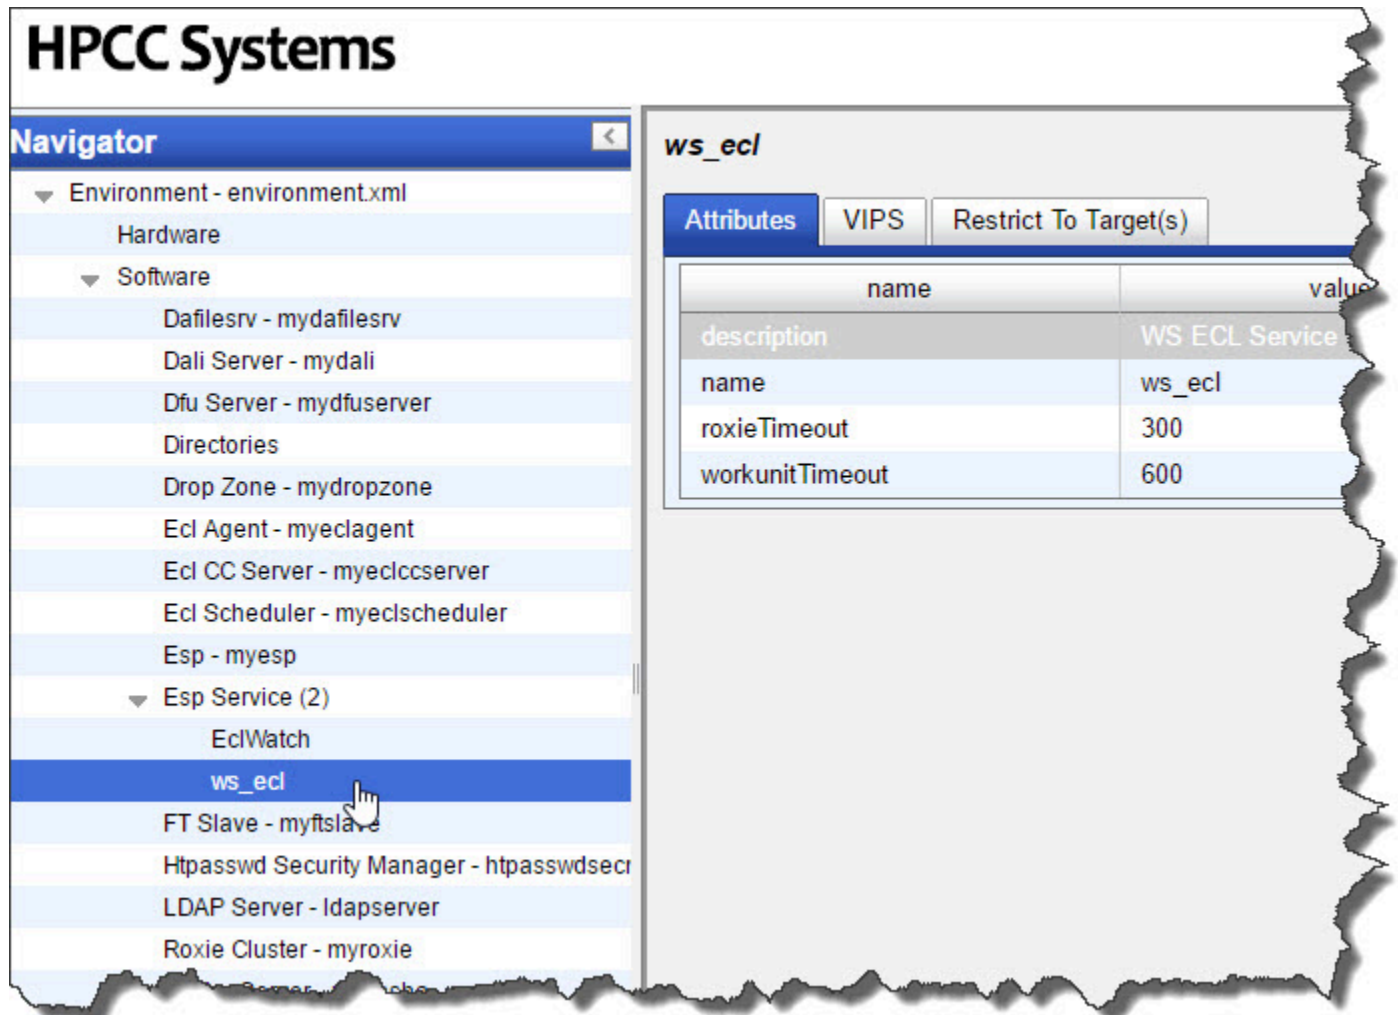 HPCC Systems
Navigator
Environment - environment.xml
Hardware
Software
Dafilesrv - mydafilesrv
Dali Server - mydali
Dfu Server - mydfuserver
Directories
Drop Zone - mydropzone
Ecl Agent - myeclagent
Ecl CC Server - myeclccserver
Ecl Scheduler - myeclscheduler
Esp - myesp
Esp Service (2)
EclWatch
ws_ecl
FT Slave - myftslave
Htpasswd Security Manager - htpasswdsecr
LDAP Server - ldapserver
Roxie Cluster - myroxie
ws_ecl
Attributes VIPS Restrict To Target(s)
name value
description WS ECL Service
name ws_ecl
roxieTimeout 300
workunitTimeout 600